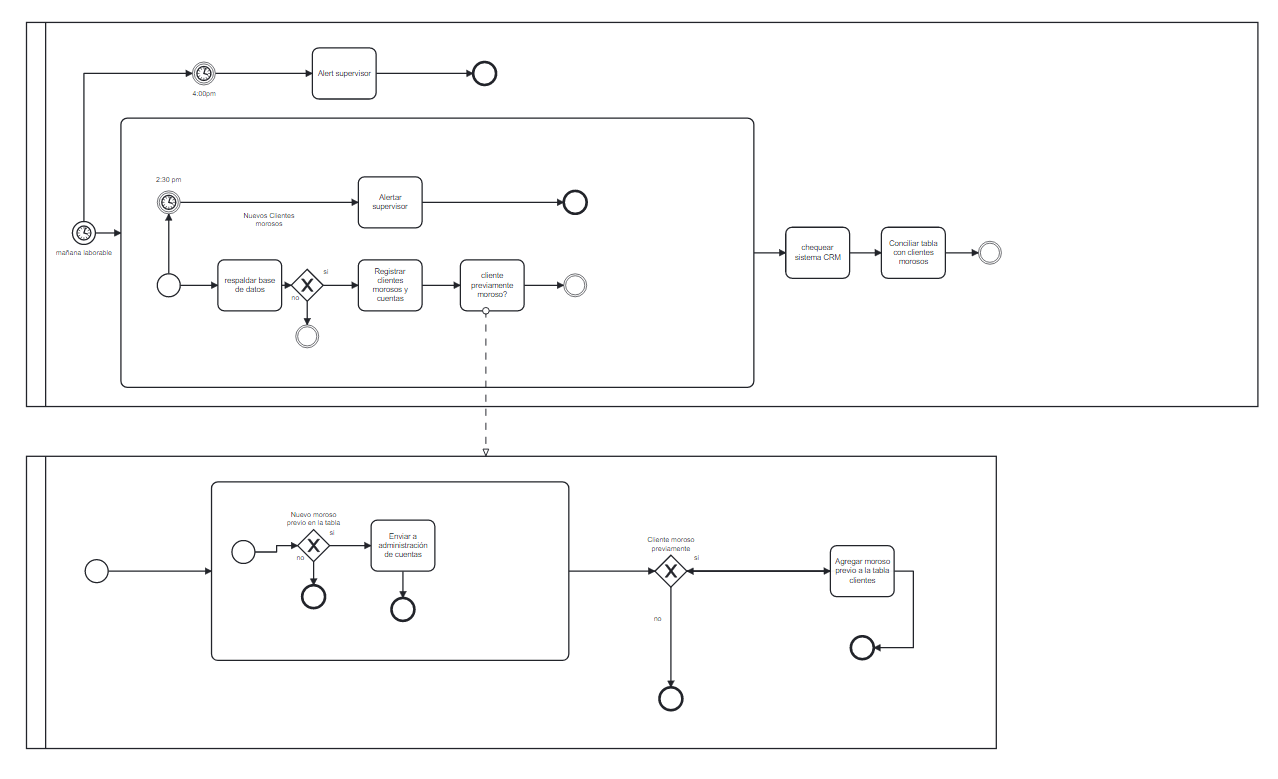 Alert supervisor
4:00pm
2:30 pm
Alertar
supervisor
Nuevos Clientes
morosos
mañana laborable
chequear
sistema CRM
Conciliar tabla
con clientes
morosos
respaldar base
de datos
si
no
Registrar
clientes
morosos y
cuentas
cliente
previamente
moroso?
Nuevo moroso
previo en la tabla
si
no
Enviar a
administración
de cuentas
Cliente moroso
previamente
si
no
Agregar moroso
previo a la tabla
clientes